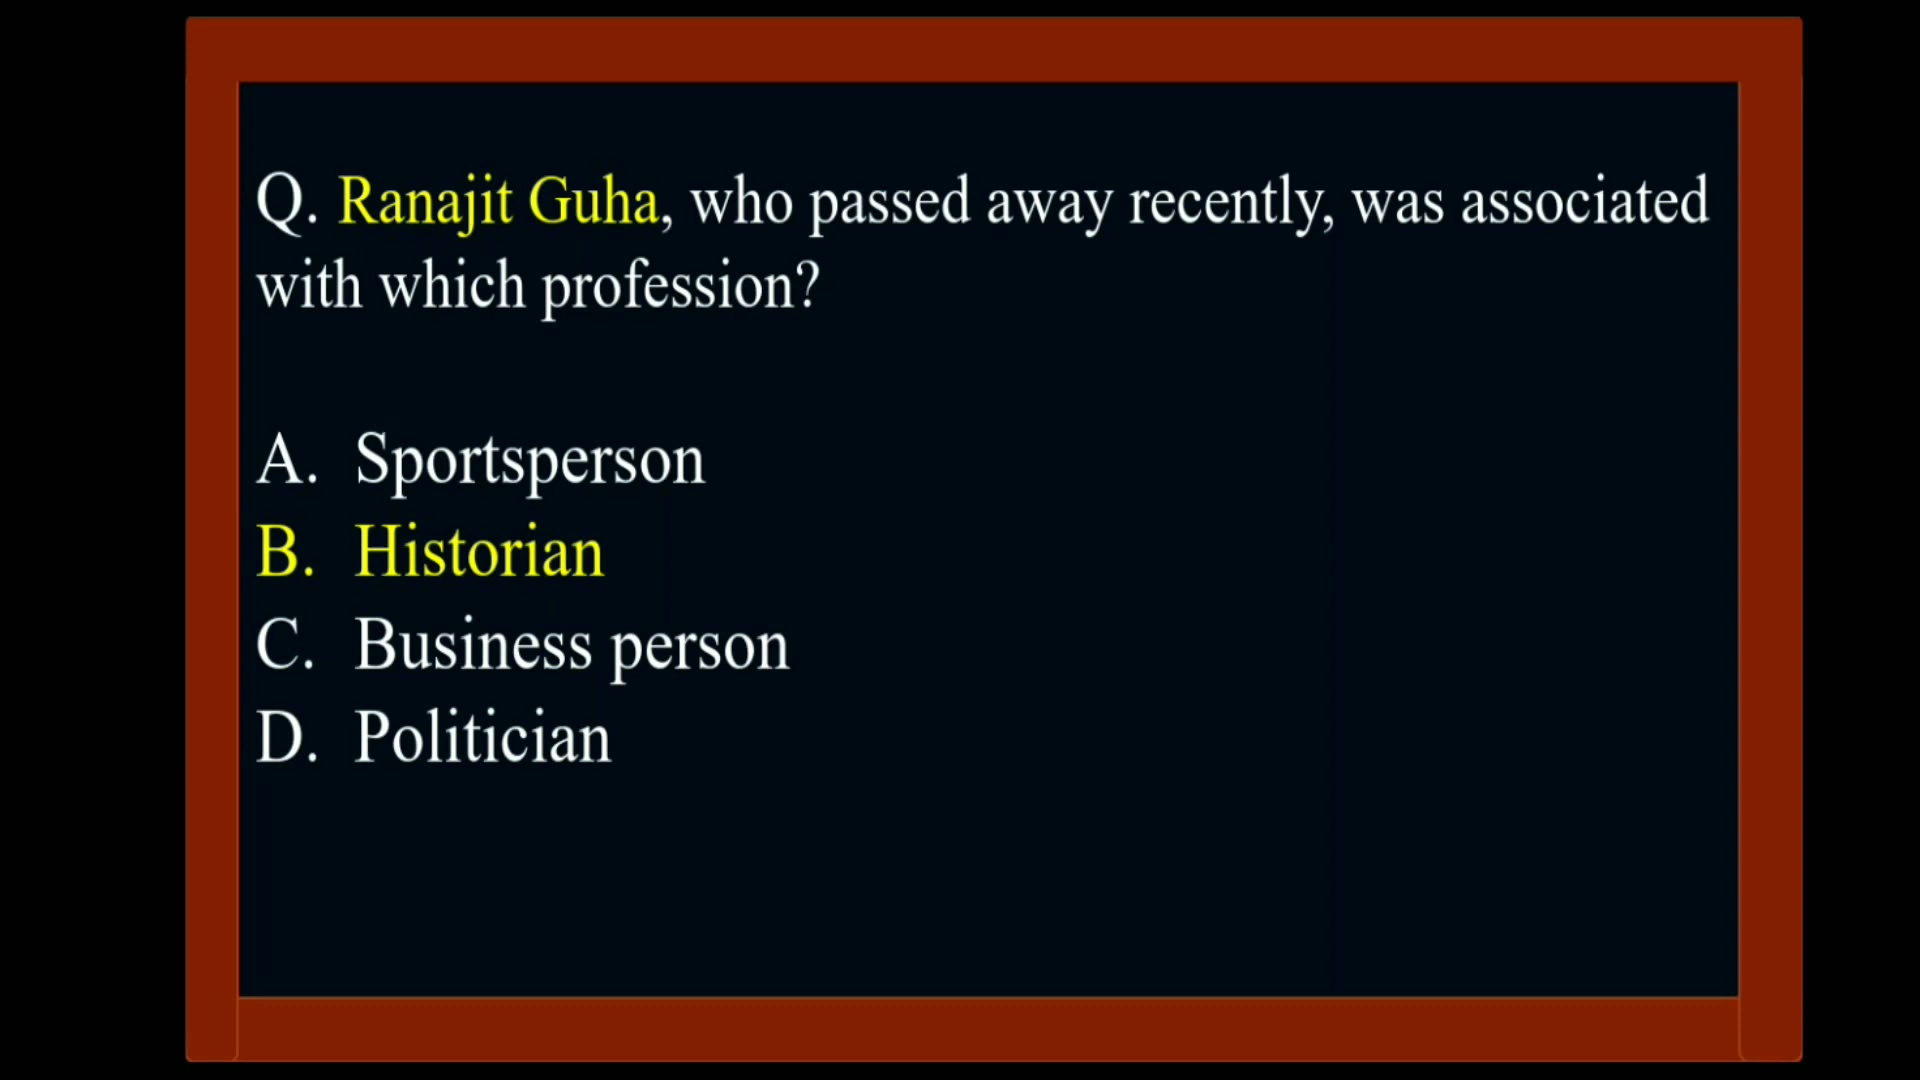 Q. Ranajit Guha, who passed away recently, was associated
with which profession?
A. Sportsperson
B. Historian
C. Business person
D. Politician